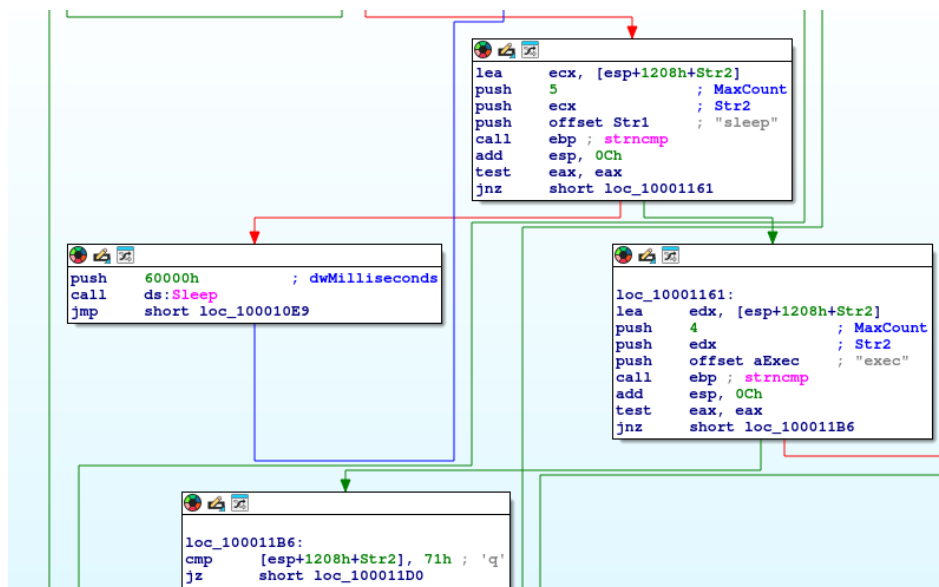 lea ecx, [esp+1208h+Str2]
push 5 ; MaxCount
push ecx ; Str2
push offset Str1 ; "sleep"
call ebp ; strncmp
add esp, 0Ch
test eax, eax
jnz short loc_10001161
push 60000h ; dwMilliseconds
call ds:Sleep
jmp short loc_100010E9
loc_10001161:
lea edx, [esp+1208h+Str2]
push 4 ; MaxCount
push edx ; Str2
push offset aExec ; "exec"
call ebp ; strncmp
add esp, 0Ch
test eax, eax
jnz short loc_100011B6
loc_100011B6:
cmp [esp+1208h+Str2], 71h ; 'q'
jz short loc_100011D0